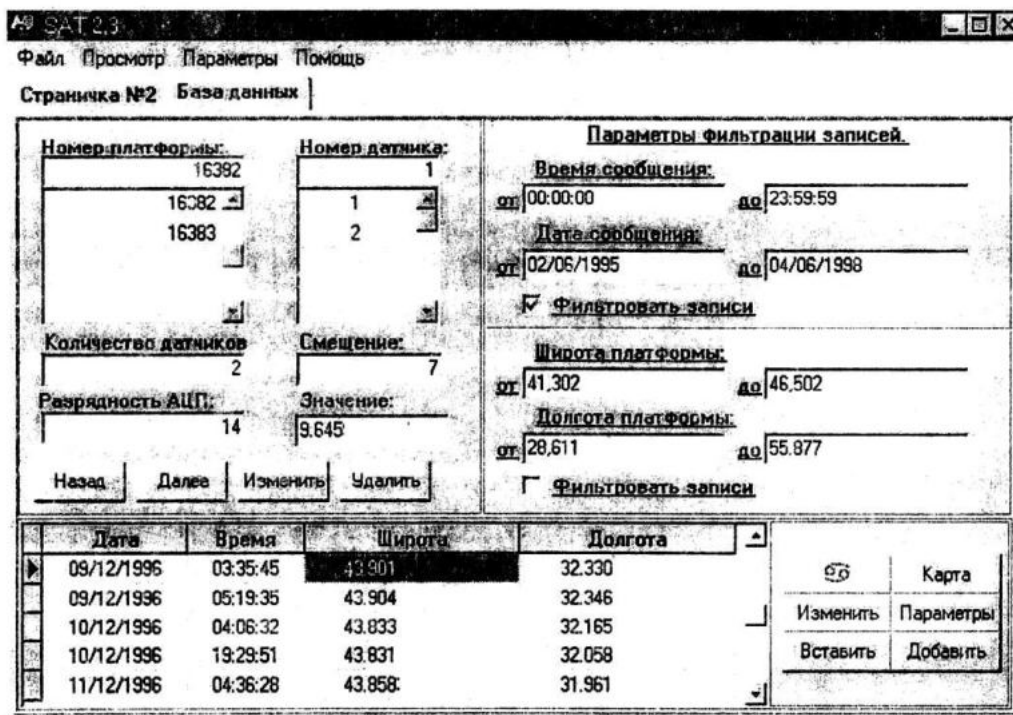 SAT 2.3
Файл Просмотр Параметры Помощь
Страничка №2 База данных
Номер платформы: Номер датчика:
16382 1
16382 1
16383 2
Количество датчиков Смещение:
2 7
Разрядность АЦП: Значение:
14 9.645
Назад Далее Изменить Удалить
Параметры фильтрации записей.
Время сообщения:
от 00:00:00 до 23:59:59
Дата сообщения:
от 02/06/1995 до 04/06/1998
Фильтровать записи
Широта платформы:
от 41,302 до 46,502
Долгота платформы:
от 28,611 до 55.877
Фильтровать записи
Дата Время Широта Долгота
09/12/1996 03:35:45 43.901 32.330
09/12/1996 05:19:35 43.904 32.346
10/12/1996 04:06:32 43.833 32.165
10/12/1996 19:29:51 43.831 32.058
11/12/1996 04:36:28 43.858 31.961
Карта
Изменить Параметры
Вставить Добавить